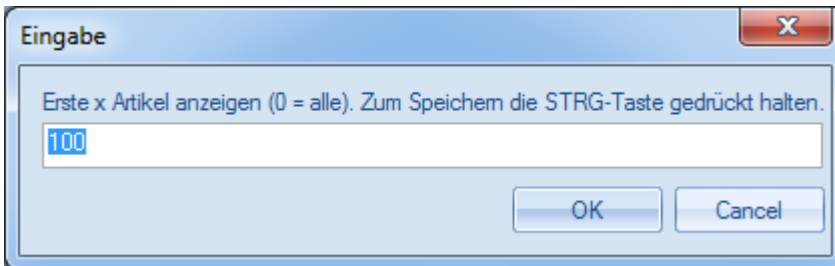 Eingabe
Erste x Artikel anzeigen (0 = alle). Zum Speichern die STRG-Taste gedrückt halten.
100
OK Cancel